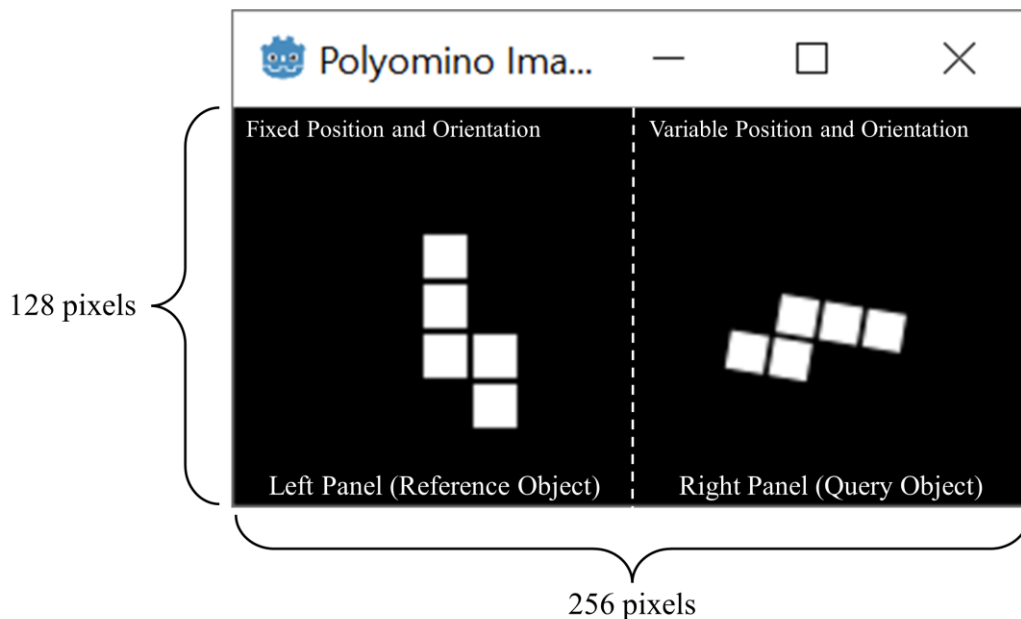 Polyomino Ima...
Fixed Position and Orientation
Variable Position and Orientation
128 pixels
Left Panel (Reference Object)
Right Panel (Query Object)
256 pixels